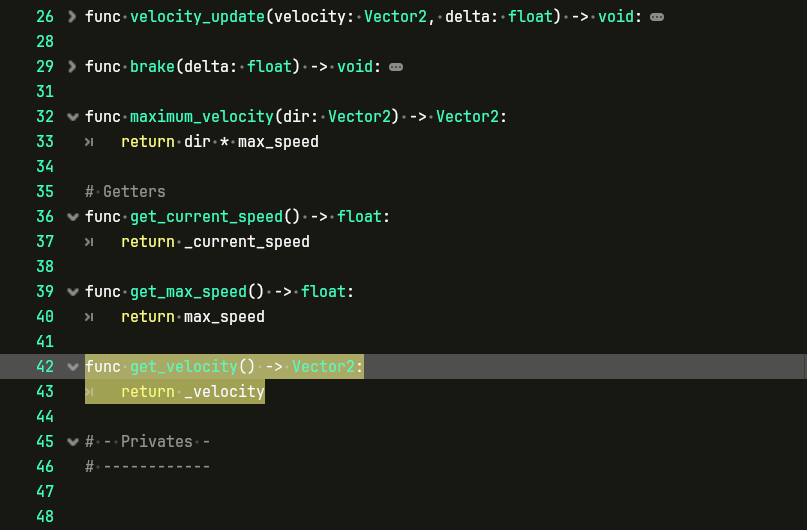 26 func velocity_update(velocity: Vector2, delta: float) -> void:
28
29 func brake(delta: float) -> void:
31
32 func maximum_velocity(dir: Vector2) -> Vector2:
33 return dir * max_speed
34
35 # Getters
36 func get_current_speed() -> float:
37 return _current_speed
38
39 func get_max_speed() -> float:
40 return max_speed
41
42 func get_velocity() -> Vector2:
43 return _velocity
44
45 # - Privates -
46 # ------------
47
48